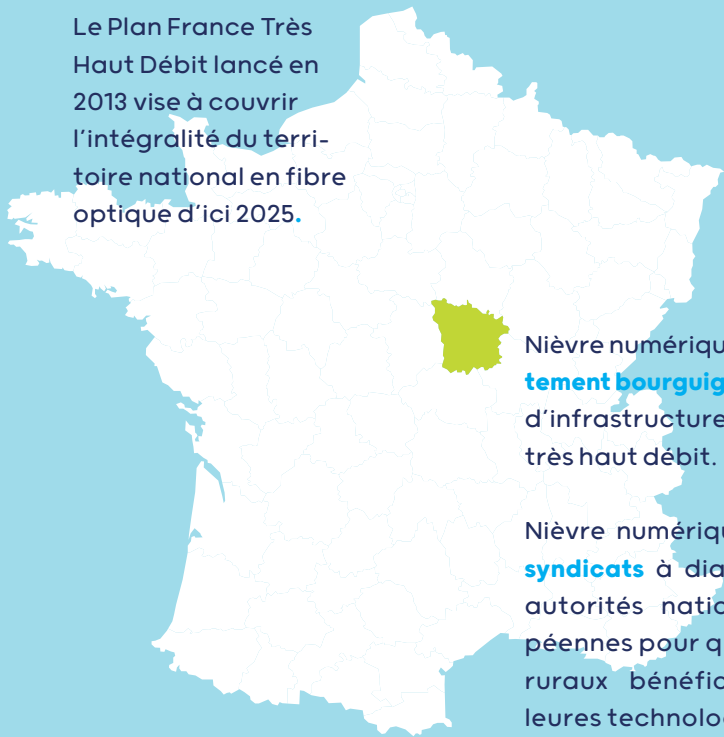 Le Plan France Très
Haut Débit lancé en
2013 vise à couvrir
l'intégralité du terri-
toire national en fibre
optique d'ici 2025.
Nièvre numériqu
tement bourguig
d'infrastructure
très haut débit.
Nièvre numériqu
syndicats à dia
autorités natio
péennes pour q
ruraux bénéfic
leures technolo